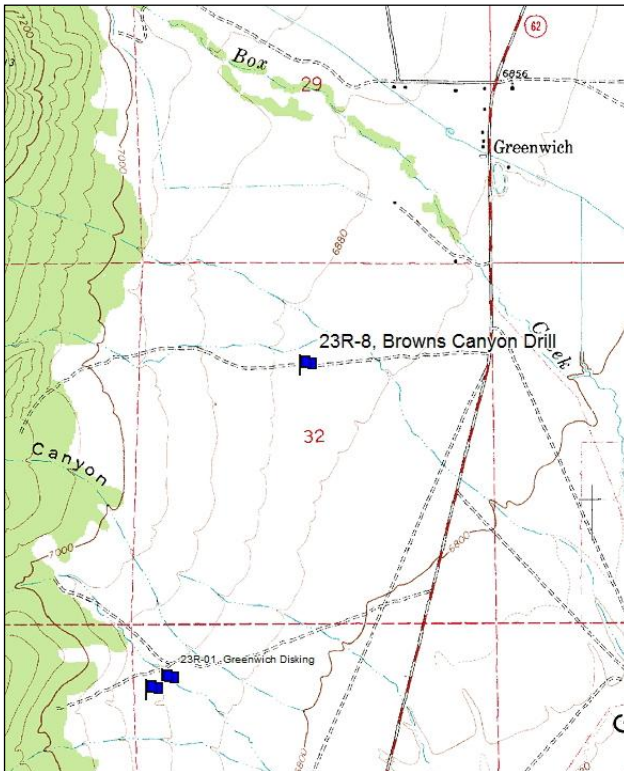 7200
62
Box
29
6856
Greenwich
7000
6880
23R-8, Browns Canyon Drill
Creek
32
Canyon
7000
6800
23R-01, Greenwich Disking
G